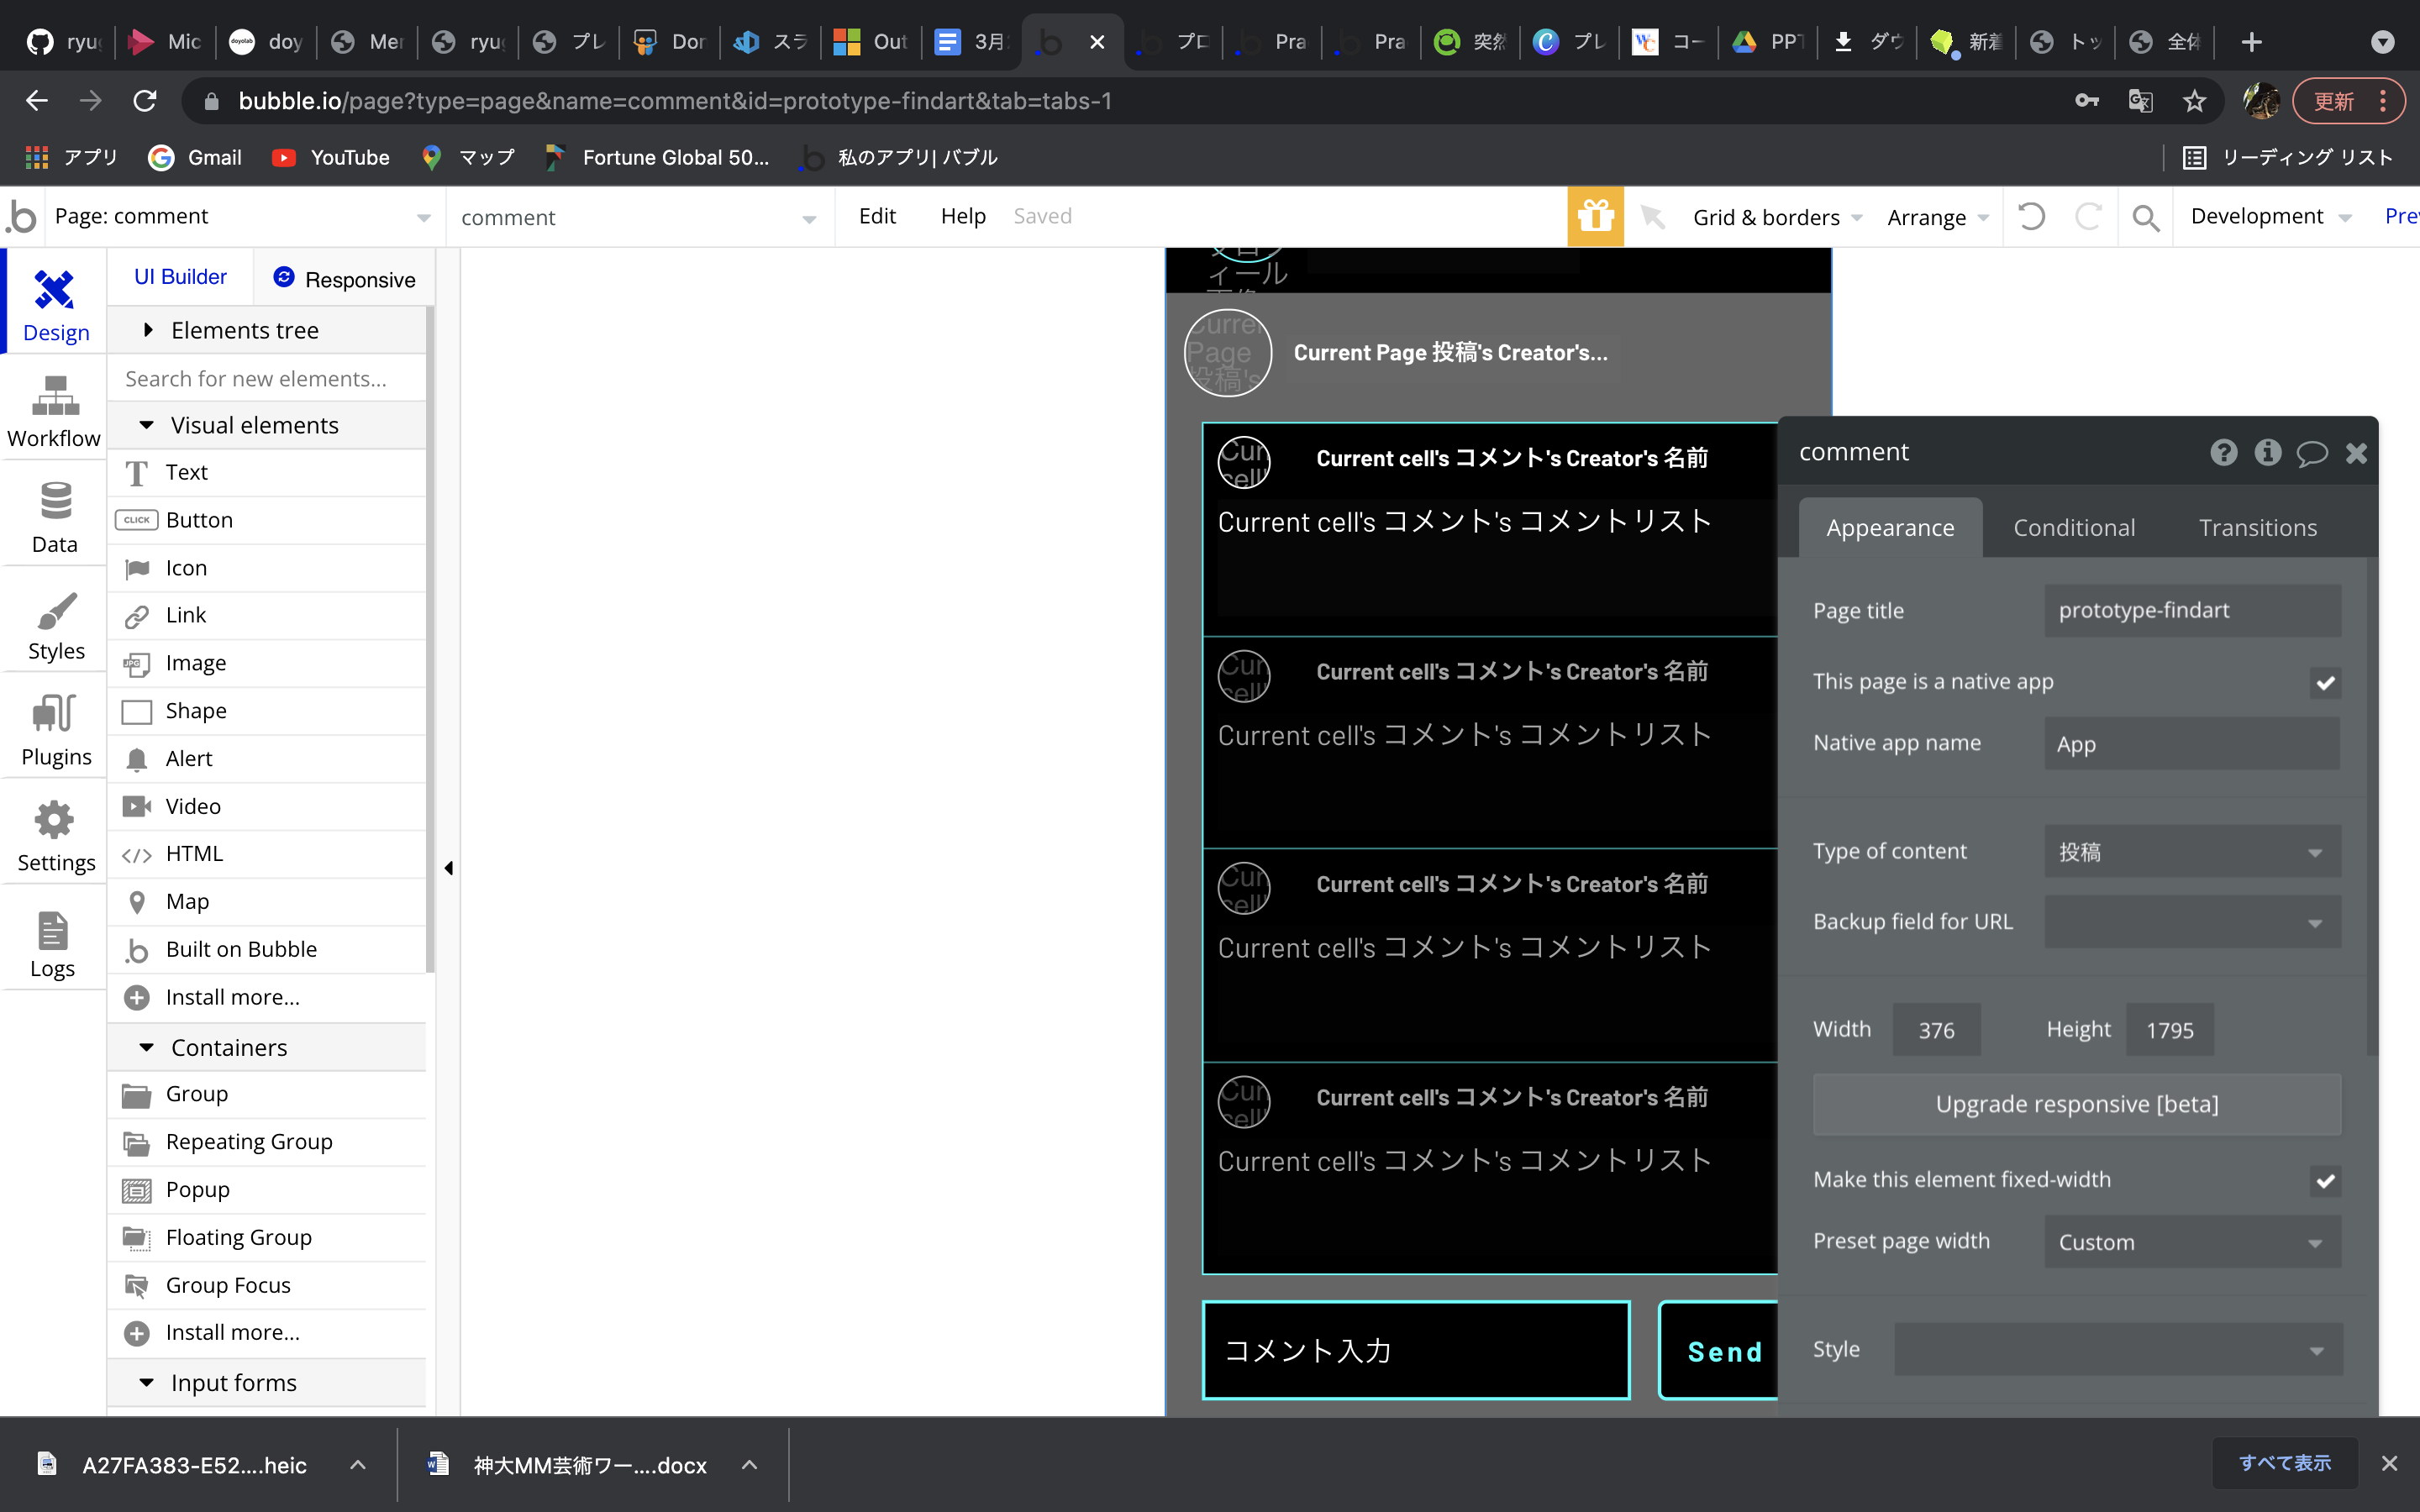 ryu
Mic
doy
Mer
ryu
プレ
Dor
スラ
Out
3月
プロ
Pra
Pra
突然
プレ
コー
PPT
ダウ
新着
トッ
全体
bubble.io/page?type=page&name=comment&id=prototype-findart&tab=tabs-1
更新
アプリ
Gmail
YouTube
マップ
Fortune Global 50...
私のアプリ| バブル
リーディング リスト
Page: comment
comment
Edit
Help
Saved
Grid & borders
Arrange
Development
Pre
Design
Workflow
Data
Styles
Plugins
Settings
Logs
UI Builder
Responsive
Elements tree
Search for new elements...
Visual elements
Text
CLICK
Button
Icon
Link
Image
Shape
Alert
Video
HTML
Map
Built on Bubble
Install more...
Containers
Group
Repeating Group
Popup
Floating Group
Group Focus
Install more...
Input forms
ィール
Curre
Page
投稿's
Current Page 投稿's Creator's...
Cur
cell
Current cell's コメント's Creator's 名前
Current cell's コメント's コメントリスト
Cur
cell
Current cell's コメント's Creator's 名前
Current cell's コメント's コメントリスト
Cur
cell
Current cell's コメント's Creator's 名前
Current cell's コメント's コメントリスト
Cur
cell
Current cell's コメント's Creator's 名前
Current cell's コメント's コメントリスト
コメント入力
Send
comment
Appearance
Conditional
Transitions
Page title
prototype-findart
This page is a native app
Native app name
App
Type of content
投稿
Backup field for URL
Width
376
Height
1795
Upgrade responsive [beta]
Make this element fixed-width
Preset page width
Custom
Style
A27FA383-E52....heic
神大MM芸術ワー....docx
すべて表示